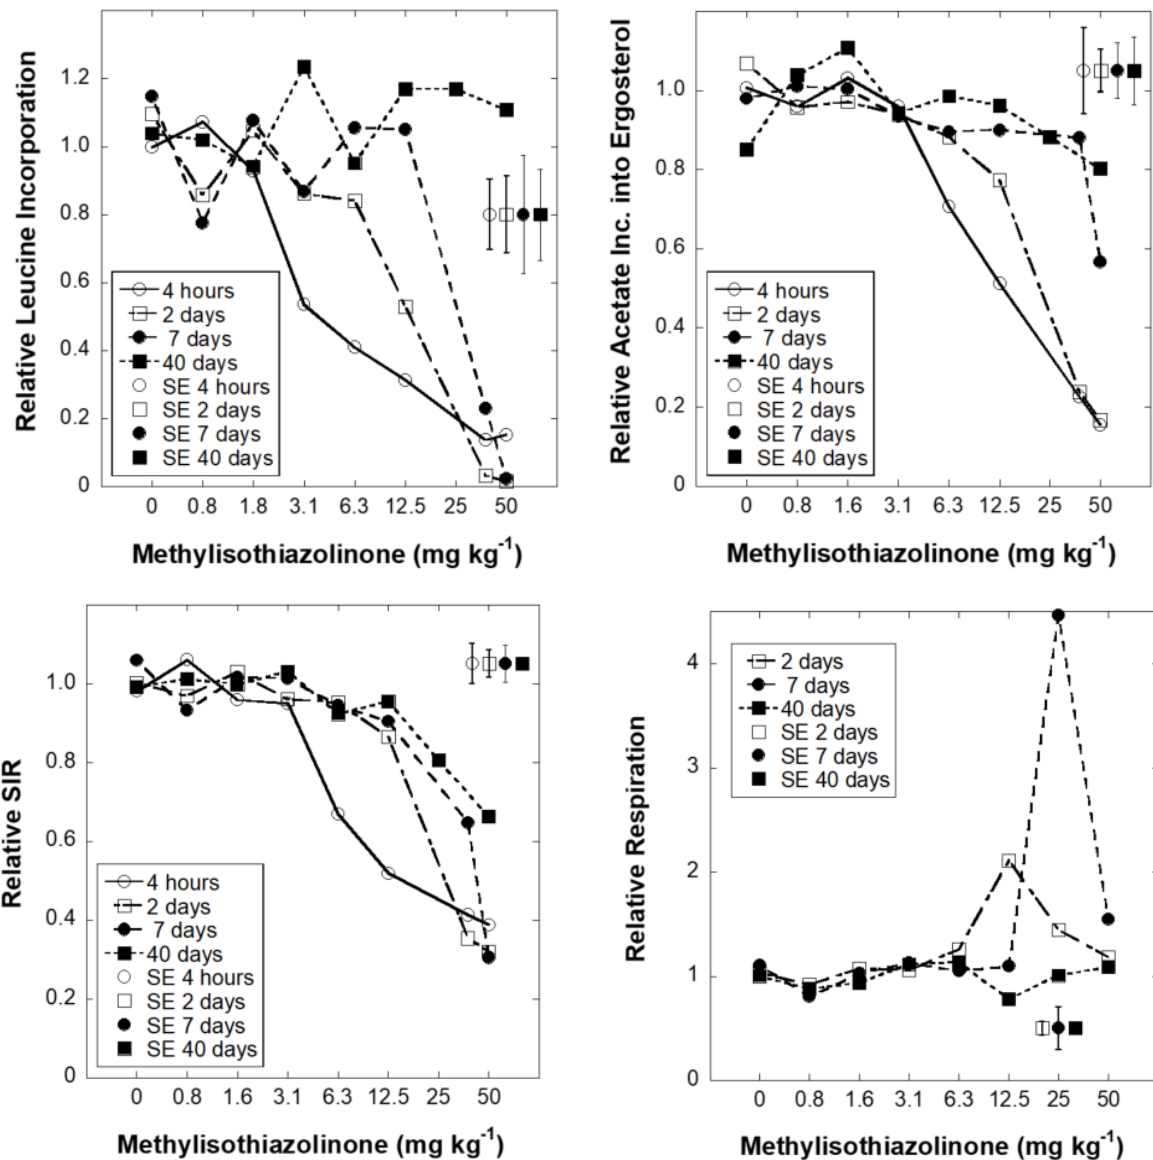 Relative Leucine Incorporation
1.2
1.0
0.8
0.6
0.4
0.2
0
4 hours
2 days
7 days
40 days
SE 4 hours
SE 2 days
SE 7 days
SE 40 days
0 0.8 1.8 3.1 6.3 12.5 25 50
Methylisothiazolinone (mg kg⁻¹)
Relative Acetate Inc. into Ergosterol
1.0
0.8
0.6
0.4
0.2
0
4 hours
2 days
7 days
40 days
SE 4 hours
SE 2 days
SE 7 days
SE 40 days
0 0.8 1.6 3.1 6.3 12.5 25 50
Methylisothiazolinone (mg kg⁻¹)
Relative SIR
1.0
0.8
0.6
0.4
0.2
0
4 hours
2 days
7 days
40 days
SE 4 hours
SE 2 days
SE 7 days
SE 40 days
0 0.8 1.6 3.1 6.3 12.5 25 50
Methylisothiazolinone (mg kg⁻¹)
Relative Respiration
4
3
2
1
0
2 days
7 days
40 days
SE 2 days
SE 7 days
SE 40 days
0 0.8 1.6 3.1 6.3 12.5 25 50
Methylisothiazolinone (mg kg⁻¹)